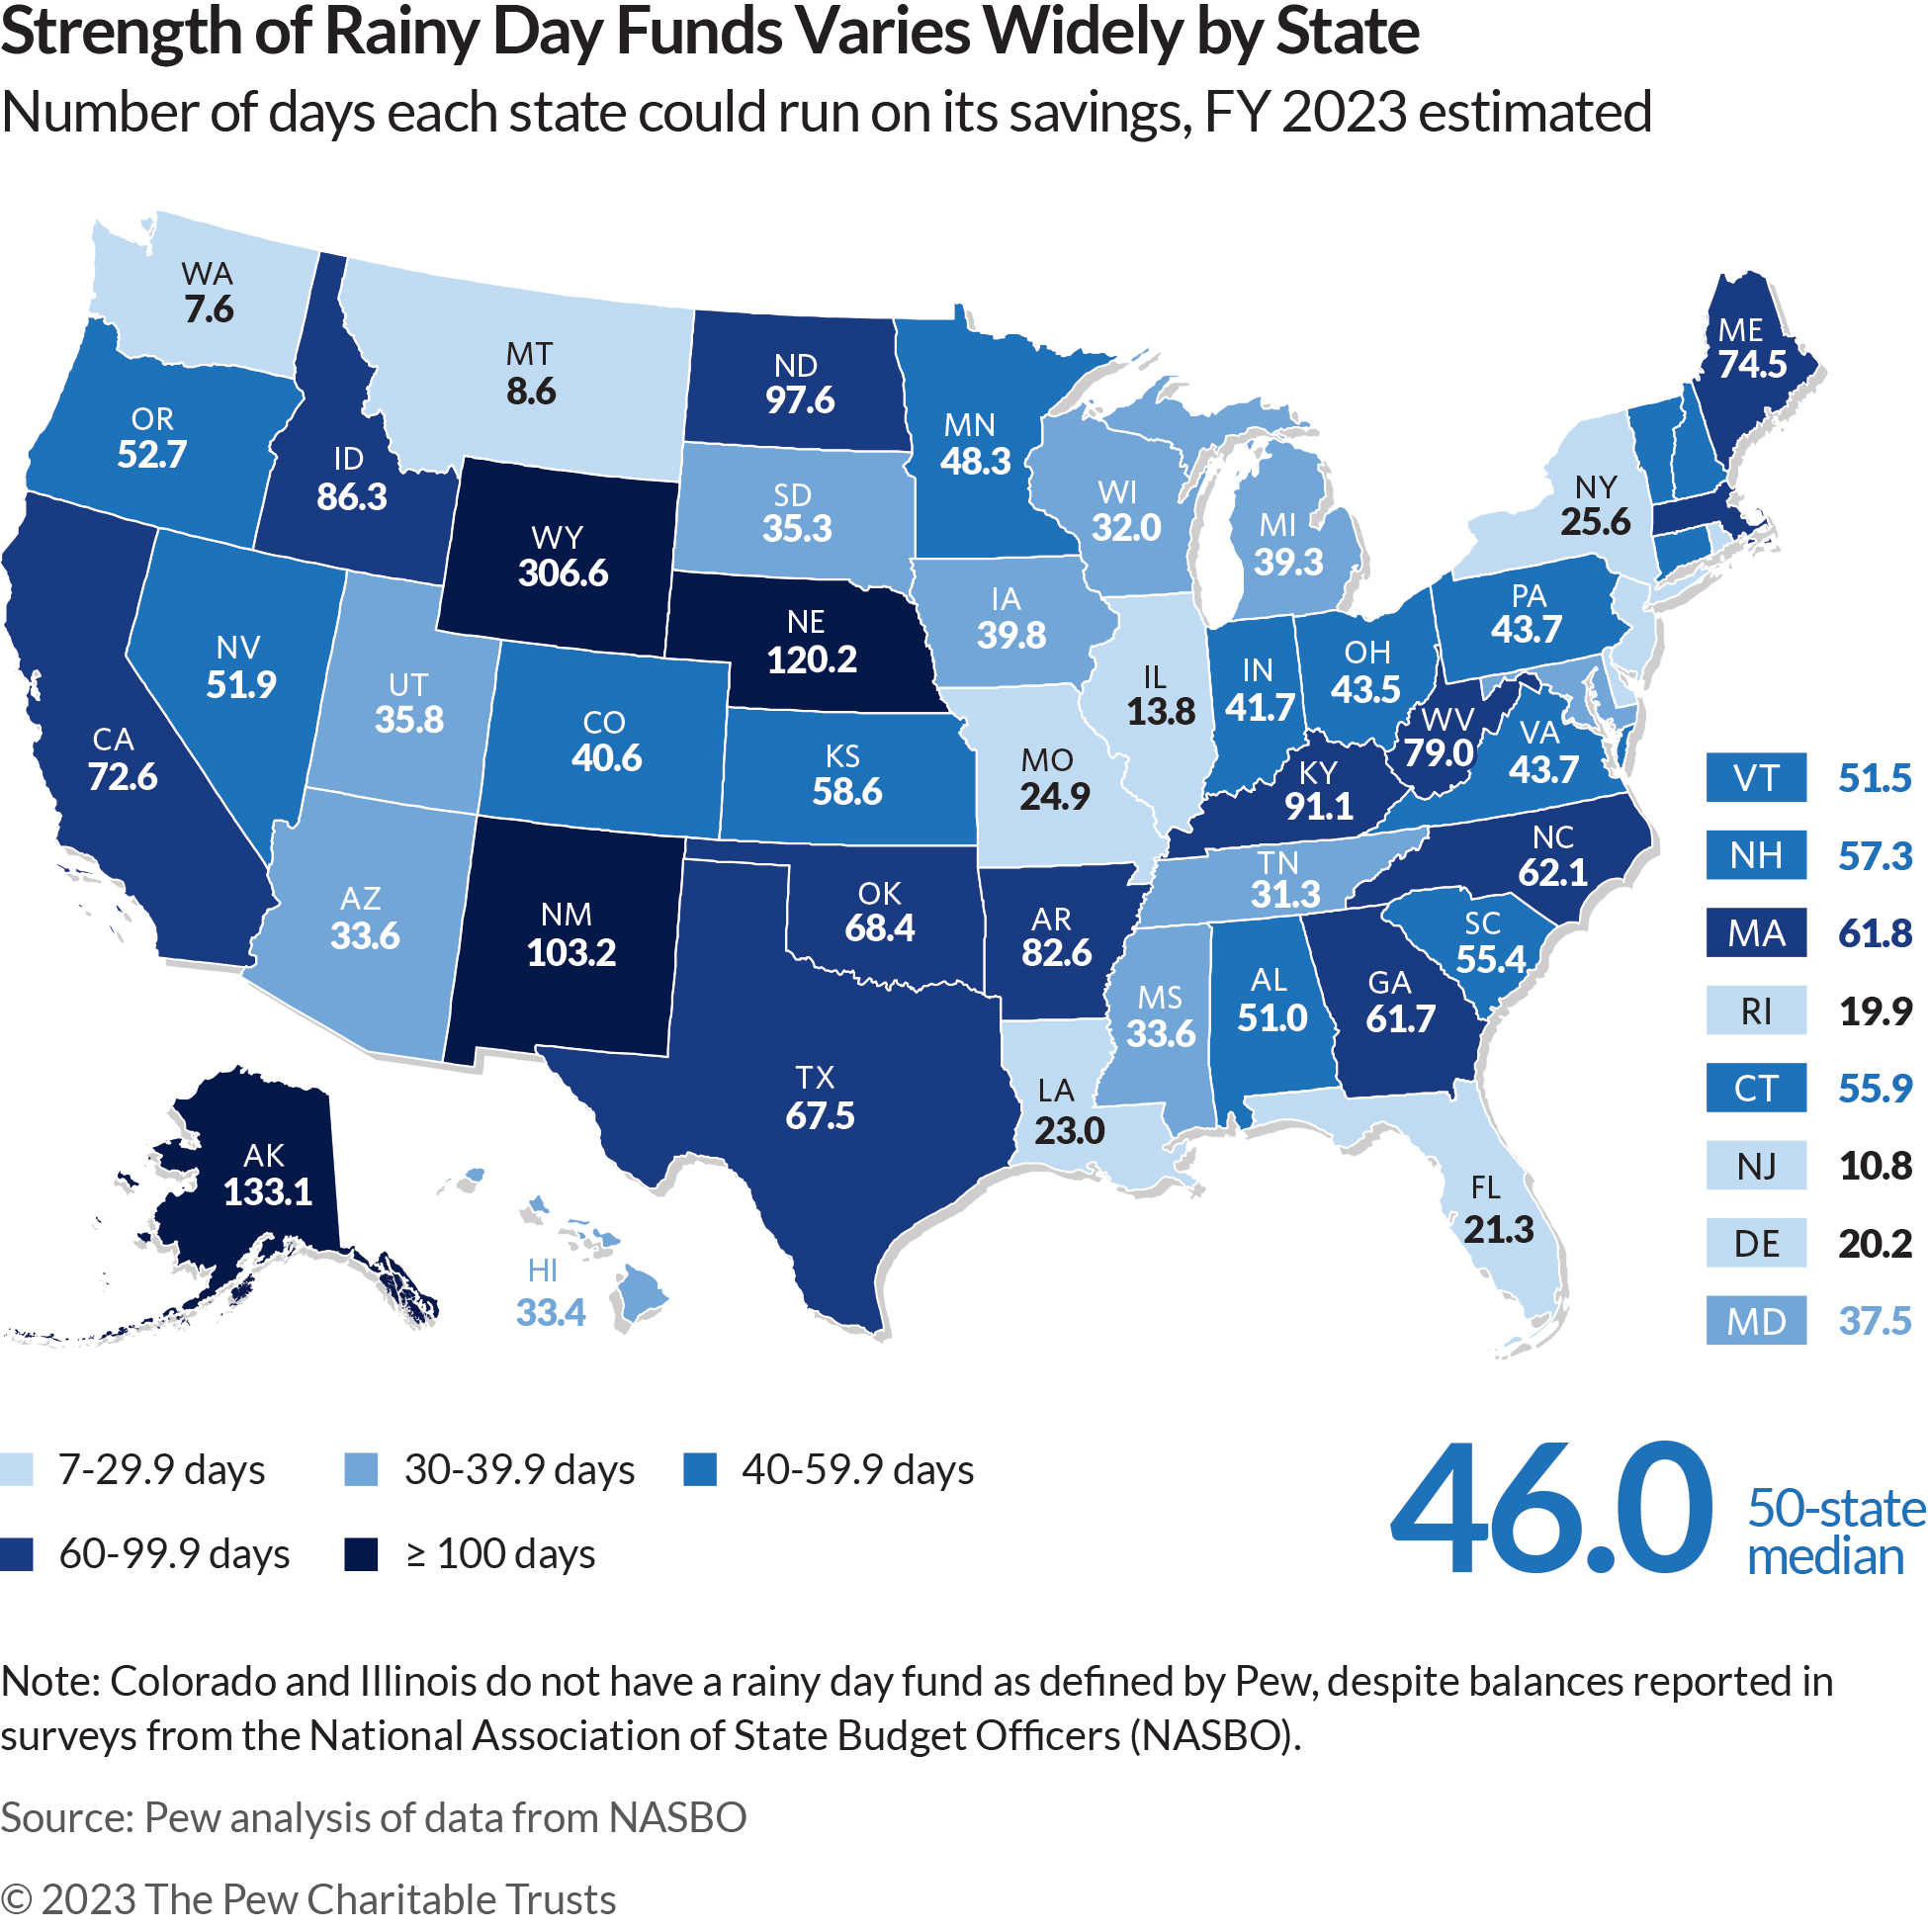 Strength of Rainy Day Funds Varies Widely by State
Number of days each state could run on its savings, FY 2023 estimated
WA
7.6
MT
8.6
ND
97.6
ME
74.5
OR
52.7
ID
86.3
MN
48.3
SD
35.3
WI
32.0
MI
39.3
NY
25.6
WY
306.6
NE
120.2
IA
39.8
PA
43.7
NV
51.9
UT
35.8
CO
40.6
KS
58.6
IL
13.8
IN
41.7
OH
43.5
WV
79.0
VA
43.7
CA
72.6
MO
24.9
KY
91.1
NC
62.1
TN
31.3
AZ
33.6
NM
103.2
OK
68.4
AR
82.6
SC
55.4
MS
33.6
AL
51.0
GA
61.7
TX
67.5
LA
23.0
FL
21.3
AK
133.1
HI
33.4
VT 51.5
NH 57.3
MA 61.8
RI 19.9
CT 55.9
NJ 10.8
DE 20.2
MD 37.5
7-29.9 days
30-39.9 days
40-59.9 days
60-99.9 days
≥ 100 days
46.0
50-state
median
Note: Colorado and Illinois do not have a rainy day fund as defined by Pew, despite balances reported in
surveys from the National Association of State Budget Officers (NASBO).
Source: Pew analysis of data from NASBO
© 2023 The Pew Charitable Trusts